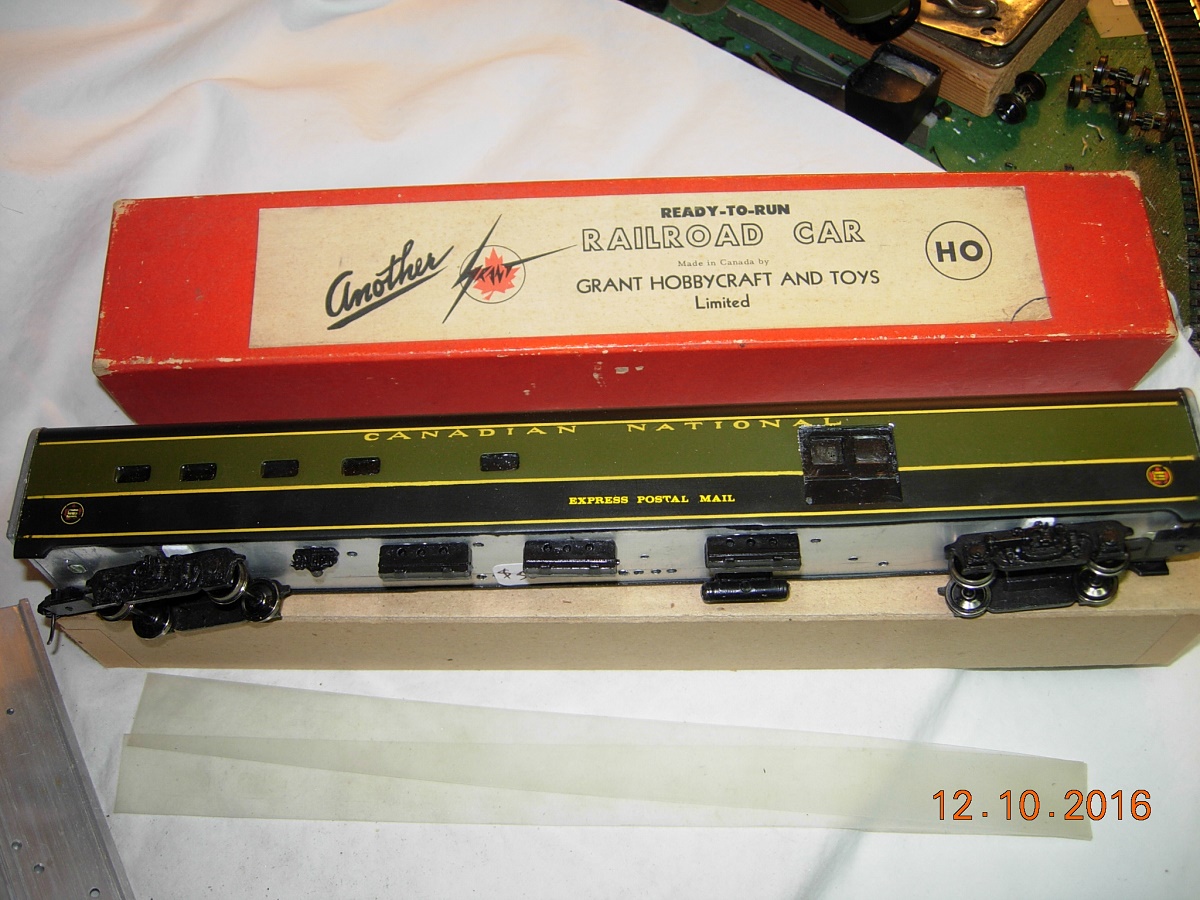 READY-TO-RUN
Another GRANT RAILROAD CAR HO
Made in Canada by
GRANT HOBBYCRAFT AND TOYS
Limited
CANADIAN NATIONAL
EXPRESS POSTAL MAIL
12.10.2016